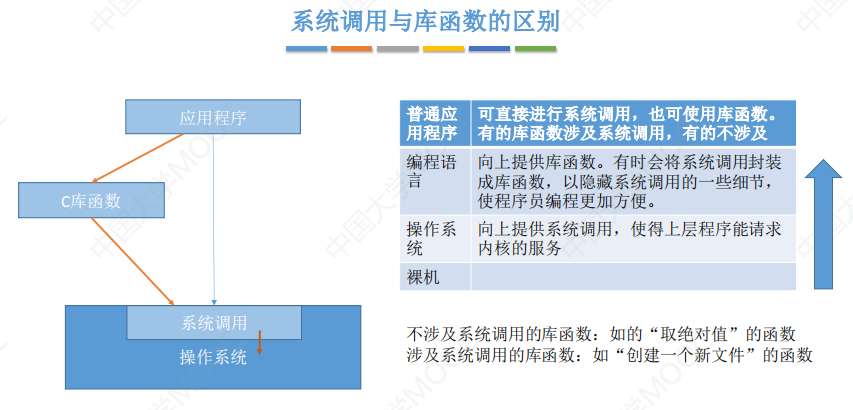 系统调用与库函数的区别
应用程序
C库函数
系统调用
操作系统
普通应
用程序
可直接进行系统调用，也可使用库函数。
有的库函数涉及系统调用，有的不涉及
编程语
言
向上提供库函数。有时会将系统调用封装
成库函数，以隐藏系统调用的一些细节，
使程序员编程更加方便。
操作系
统
向上提供系统调用，使得上层程序能请求
内核的服务
裸机
不涉及系统调用的库函数：如的“取绝对值”的函数
涉及系统调用的库函数：如“创建一个新文件”的函数
中国大学MOOC